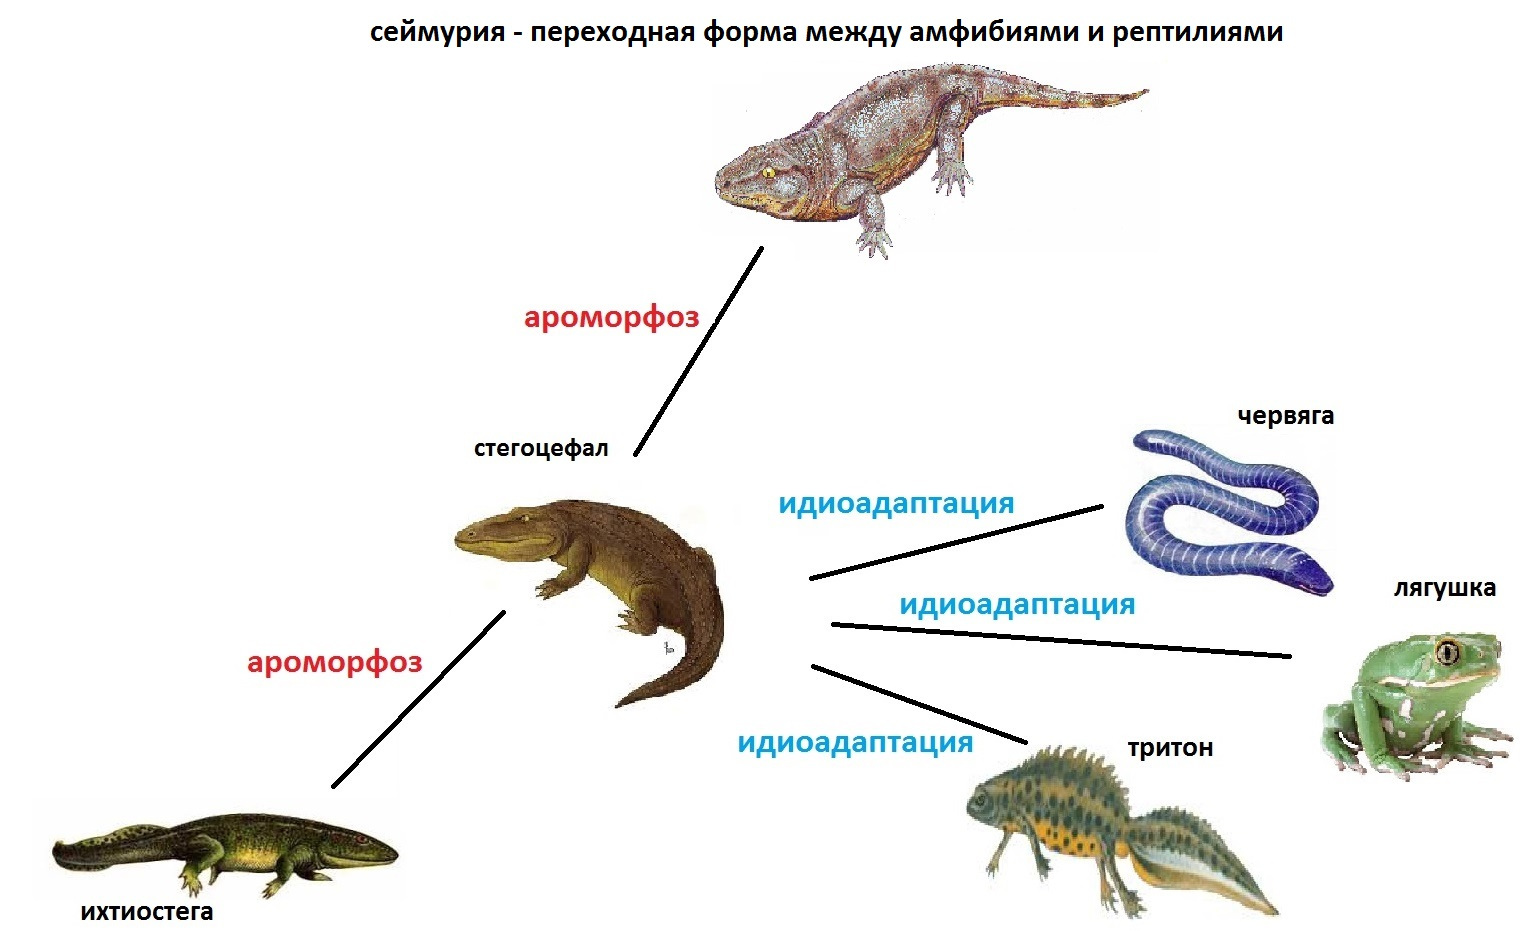 сеймурия - переходная форма между амфибиями и рептилиями
ароморфоз
червяга
стегоцефал
идиоадаптация
лягушка
идиоадаптация
ароморфоз
идиоадаптация
тритон
ихтиостега